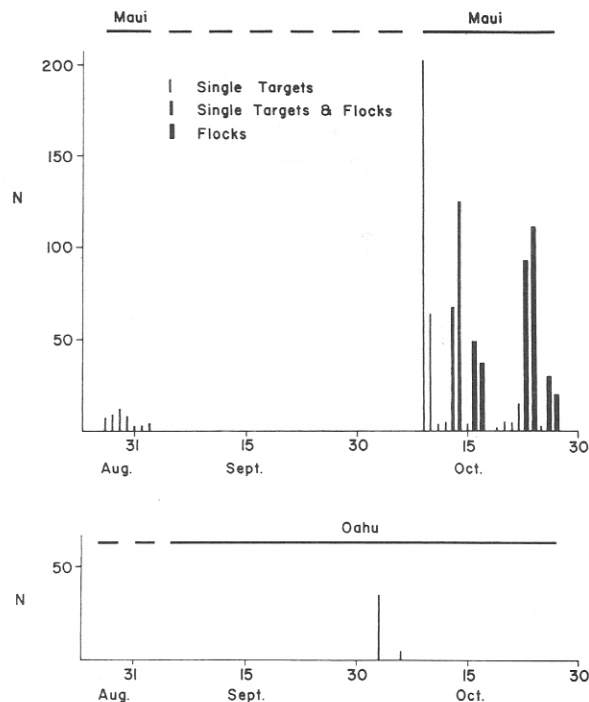 Maui Maui
200
Single Targets
Single Targets & Flocks
Flocks
150
N
100
50
31 15 30 15 30
Aug. Sept. Oct.
Oahu
50
N
31 15 30 15 30
Aug. Sept. Oct.